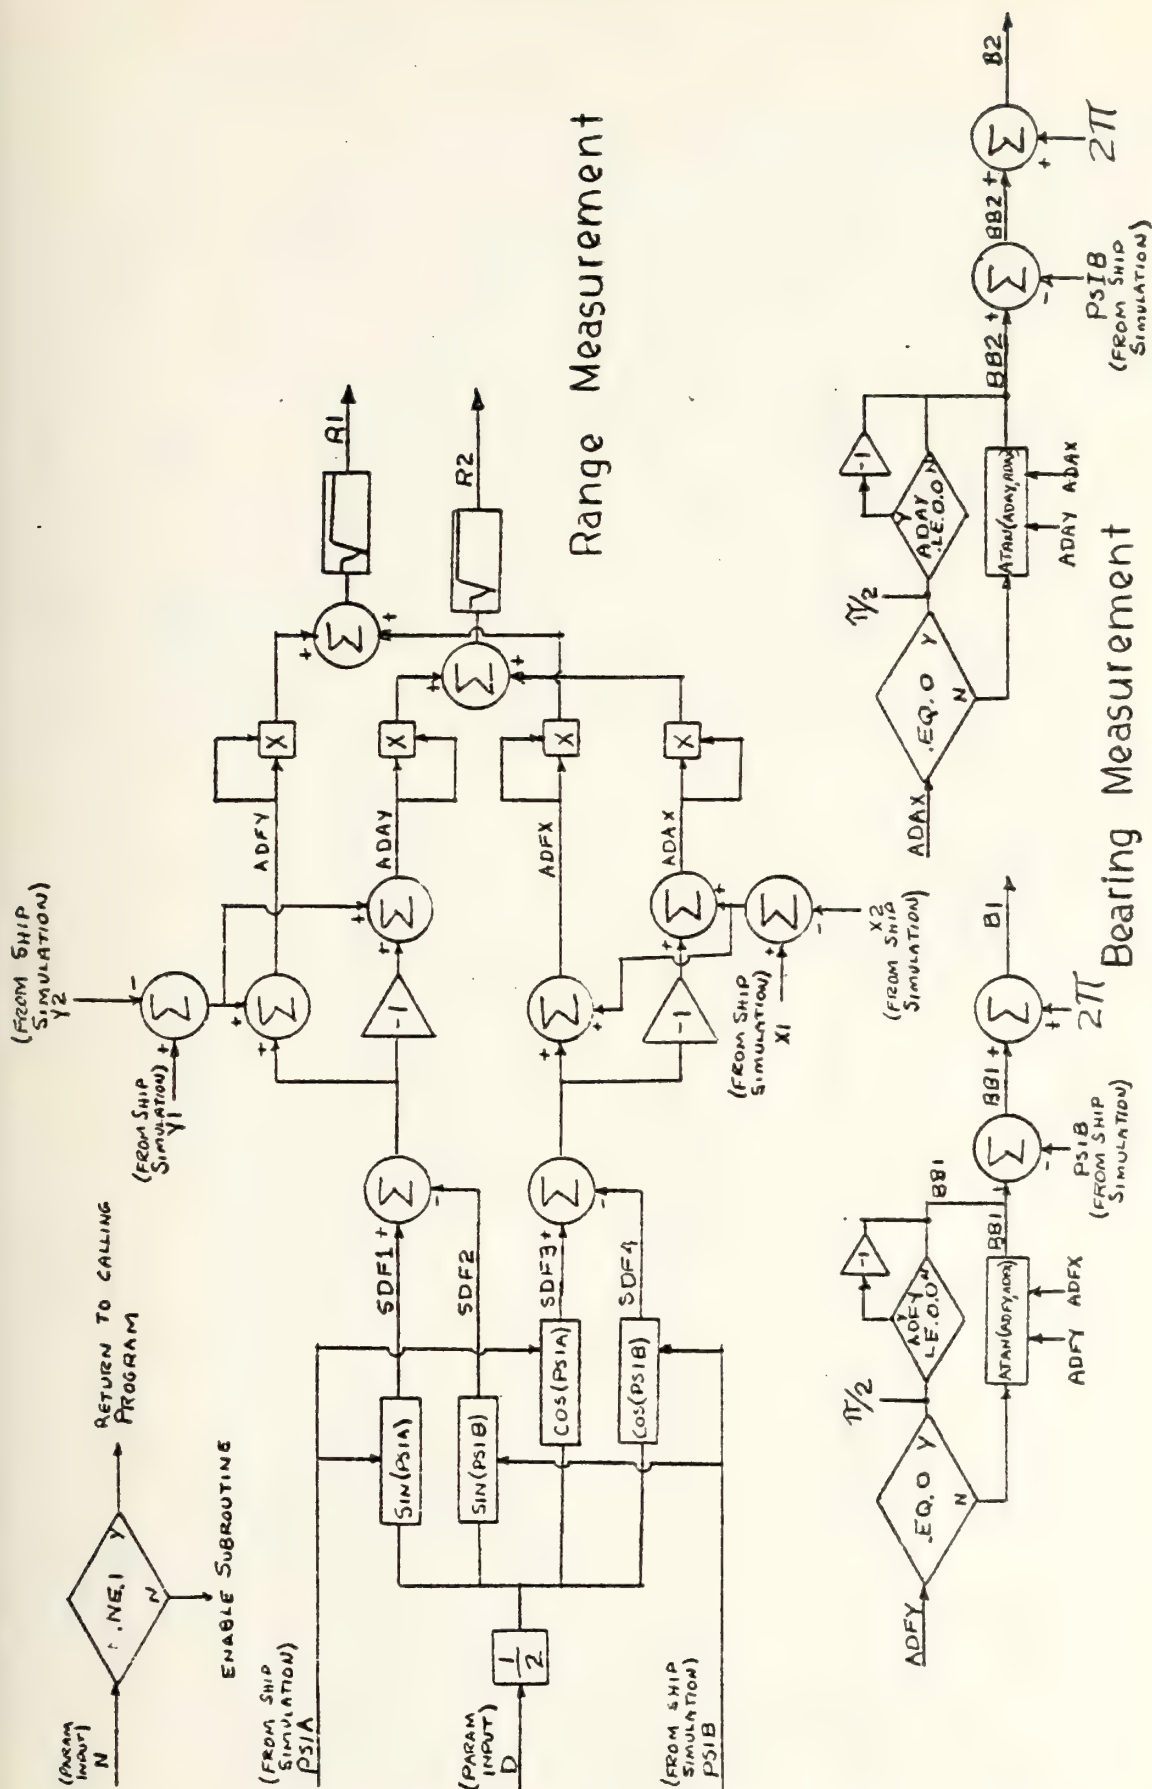 (PARAM
INPUT)
N
.NE.1
Y
N
RETURN TO CALLING
PROGRAM
ENABLE SUBROUTINE
(FROM SHIP
SIMULATION)
Y2
(FROM SHIP
SIMULATION)
Y1
+
-
Σ
+
+
Σ
ADFY
X
+
+
Σ
√
R1
(FROM SHIP
SIMULATION)
PSIA
SIN(PSIA)
SDF1
+
-
Σ
-1
+
+
Σ
ADAY
X
+
+
Σ
√
R2
SIN(PSIB)
SDF2
(PARAM
INPUT)
D
1
2
COS(PSIA)
SDF3
+
-
Σ
+
+
Σ
ADFX
X
COS(PSIB)
SDF4
-1
+
+
Σ
ADAX
X
(FROM SHIP
SIMULATION)
PSIB
(FROM SHIP
SIMULATION)
X1
+
-
Σ
X2
(FROM SHIP
SIMULATION)
Range Measurement
ADFY
.EQ.0
Y
N
π/2
Y
ADFY
.LE.0.0
N
-1
BB1
ATAN(ADFY,ADFX)
ADFY
ADFX
BB1
-
Σ
PSIB
(FROM SHIP
SIMULATION)
BB1
+
+
Σ
2π
B1
ADAX
.EQ.0
Y
N
π/2
Y
ADAY
.LE.0.0
N
-1
ATAN(ADAY,ADAX)
ADAY
ADAX
BB2
+
-
Σ
PSIB
(FROM SHIP
SIMULATION)
BB2
+
+
Σ
2π
B2
Bearing Measurement